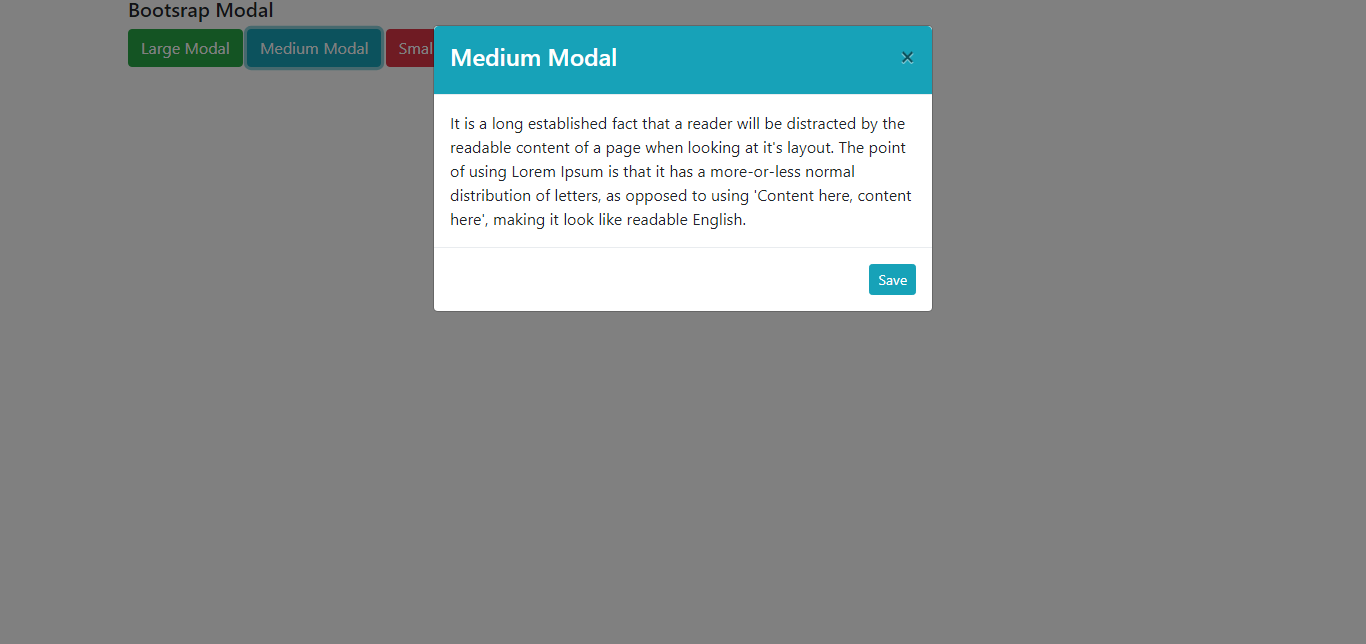 Bootsrap Modal
Large Modal Medium Modal Smal
Medium Modal ×
It is a long established fact that a reader will be distracted by the
readable content of a page when looking at it's layout. The point
of using Lorem Ipsum is that it has a more-or-less normal
distribution of letters, as opposed to using 'Content here, content
here', making it look like readable English.
Save